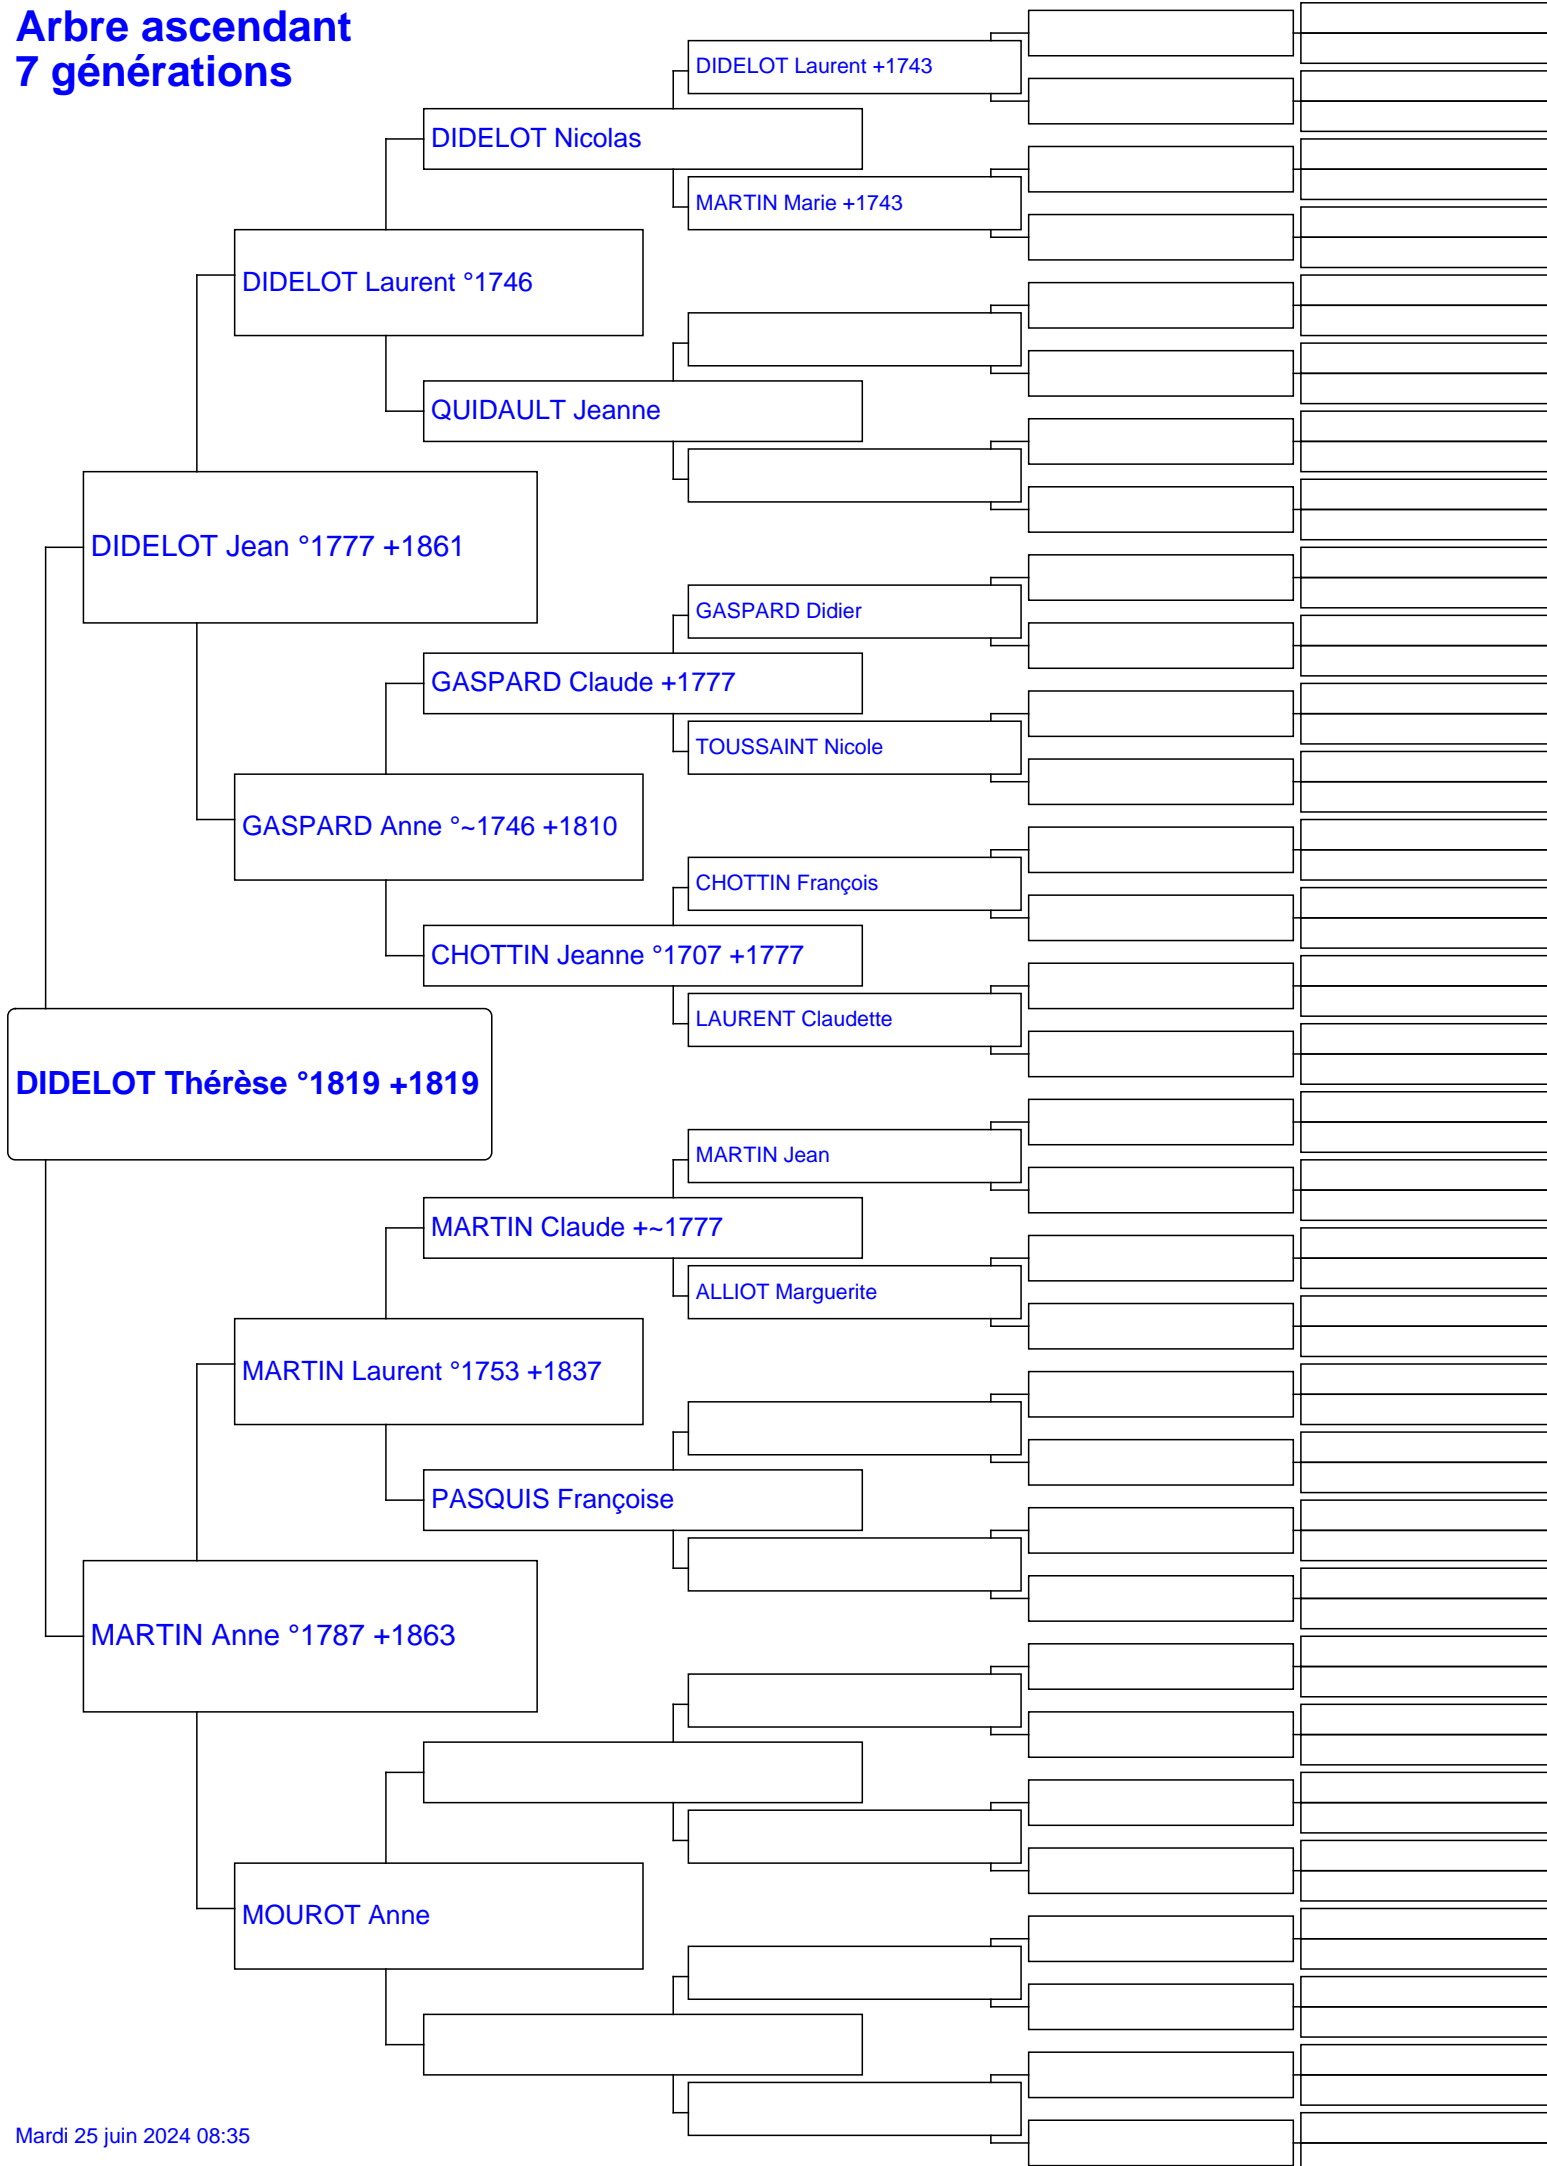 Arbre ascendant
7 générations
DIDELOT Laurent +1743
DIDELOT Nicolas
MARTIN Marie +1743
DIDELOT Laurent °1746
QUIDAULT Jeanne
DIDELOT Jean °1777 +1861
GASPARD Didier
GASPARD Claude +1777
TOUSSAINT Nicole
GASPARD Anne °~1746 +1810
CHOTTIN François
CHOTTIN Jeanne °1707 +1777
LAURENT Claudette
DIDELOT Thérèse °1819 +1819
MARTIN Jean
MARTIN Claude +~1777
ALLIOT Marguerite
MARTIN Laurent °1753 +1837
PASQUIS Françoise
MARTIN Anne °1787 +1863
MOUROT Anne
Mardi 25 juin 2024 08:35